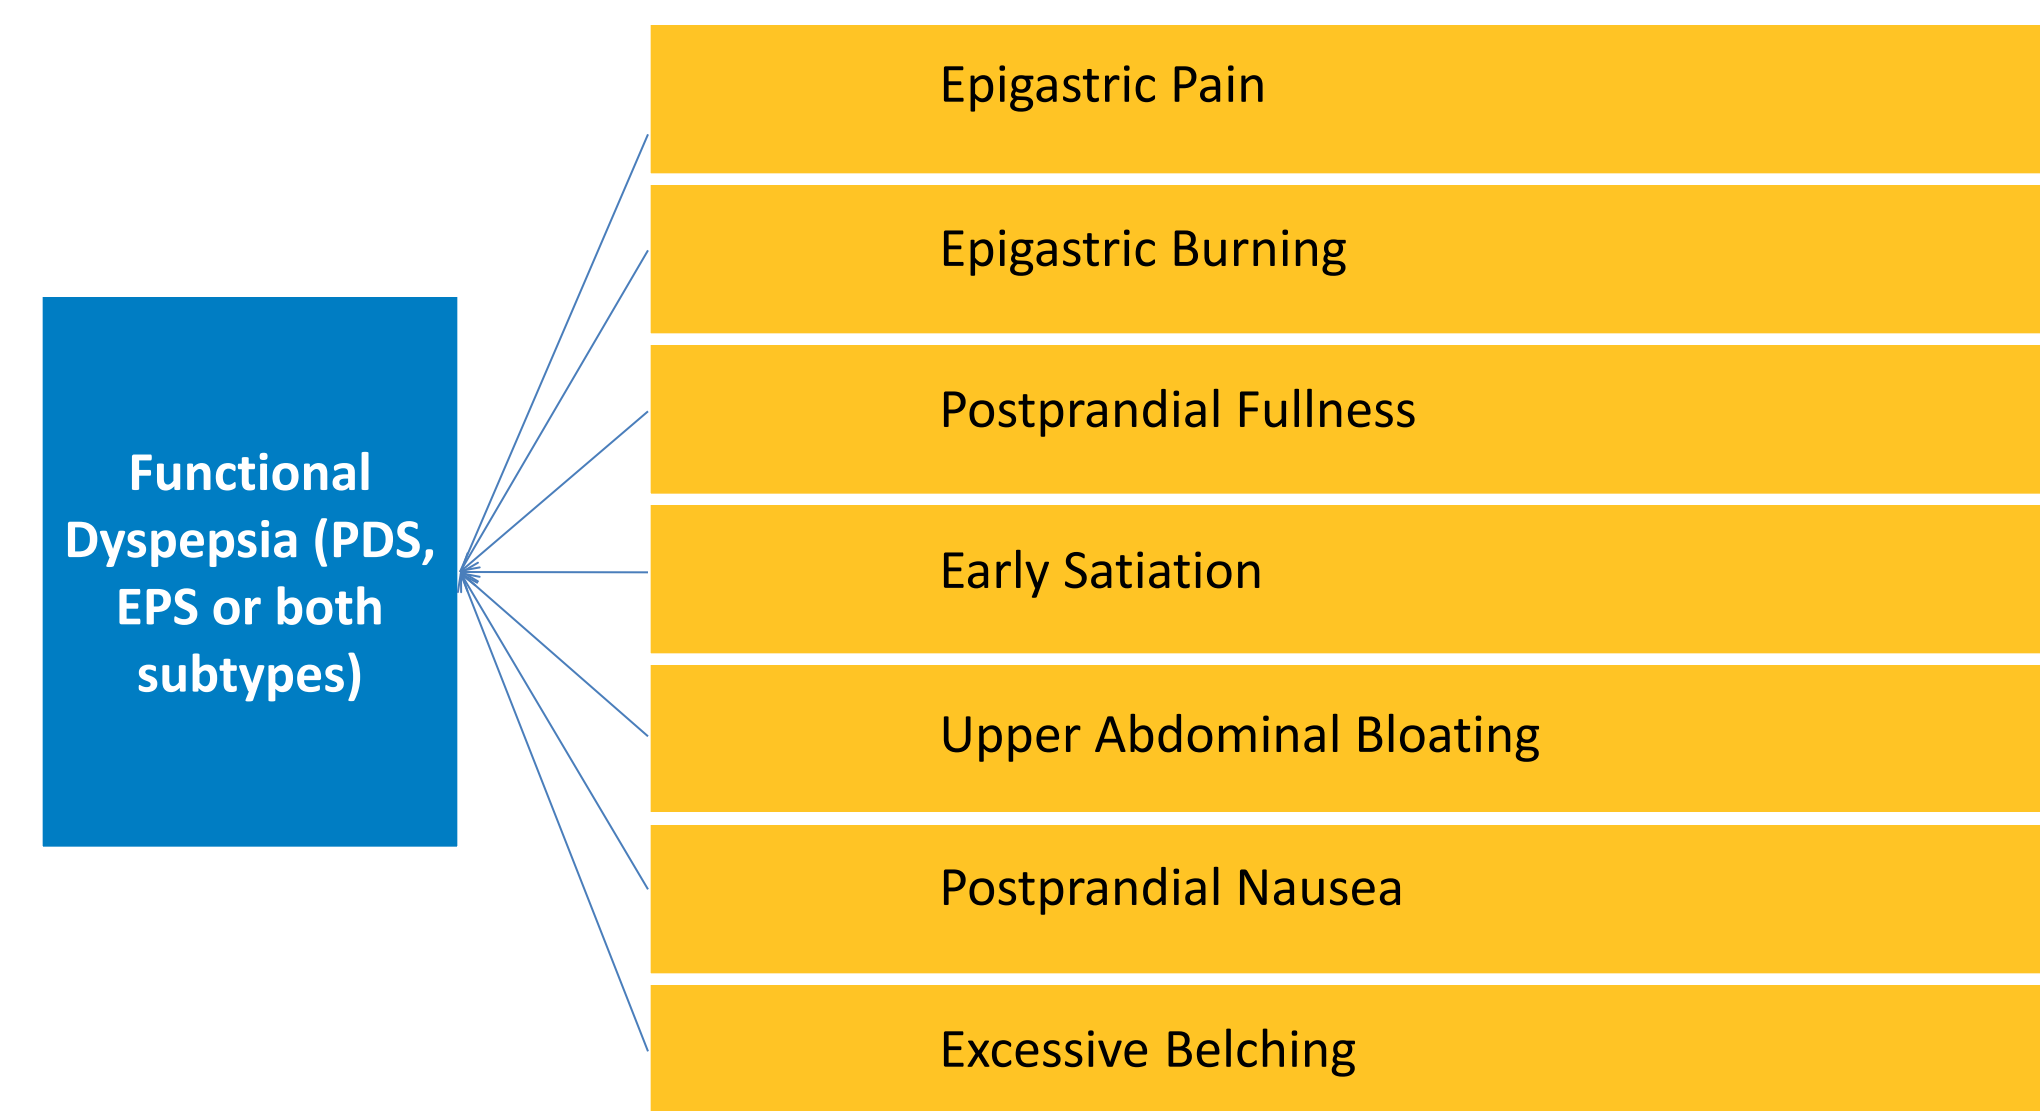 Epigastric Pain
Epigastric Burning
Postprandial Fullness
Functional
Dyspepsia (PDS,
EPS or both
subtypes)
Early Satiation
Upper Abdominal Bloating
Postprandial Nausea
Excessive Belching